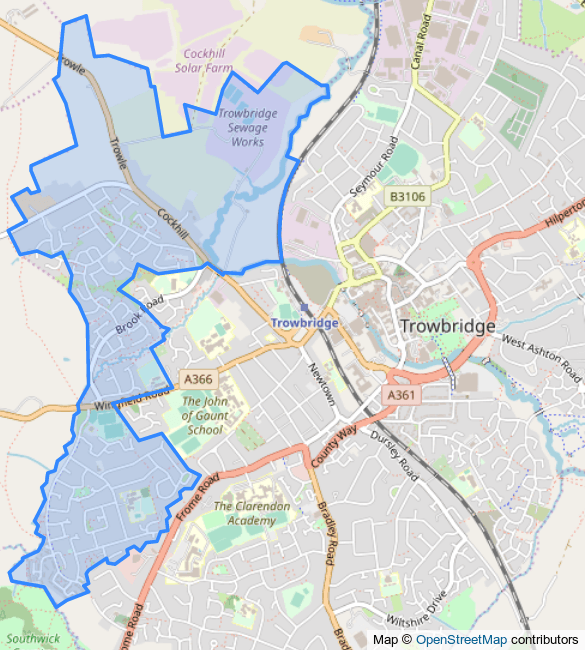 Canal Road
Cockhill
Solar Farm
Trowle
Trowbridge
Sewage
Works
Trowle
Seymour Road
B3106
Cockhill
Hilperton
Brook Road
Trowbridge
Trowbridge
West Ashton Road
A366
Newtown
A361
Wingfield Road
The John
of Gaunt
School
County Way
Dursley Road
Frome Road
The Clarendon
Academy
Bradley Road
Wiltshire Drive
ome Road
Southwick
Brad
Map © OpenStreetMap contributors